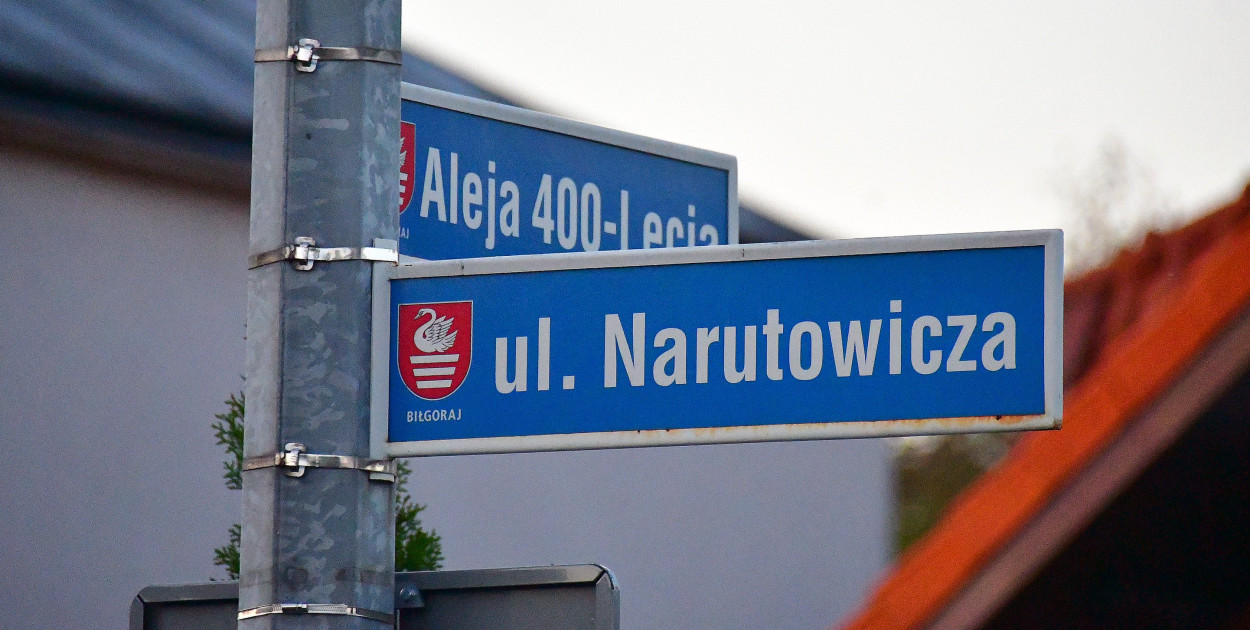 Aleja 400-Lecia
ul. Narutowicza
BIŁGORAJ